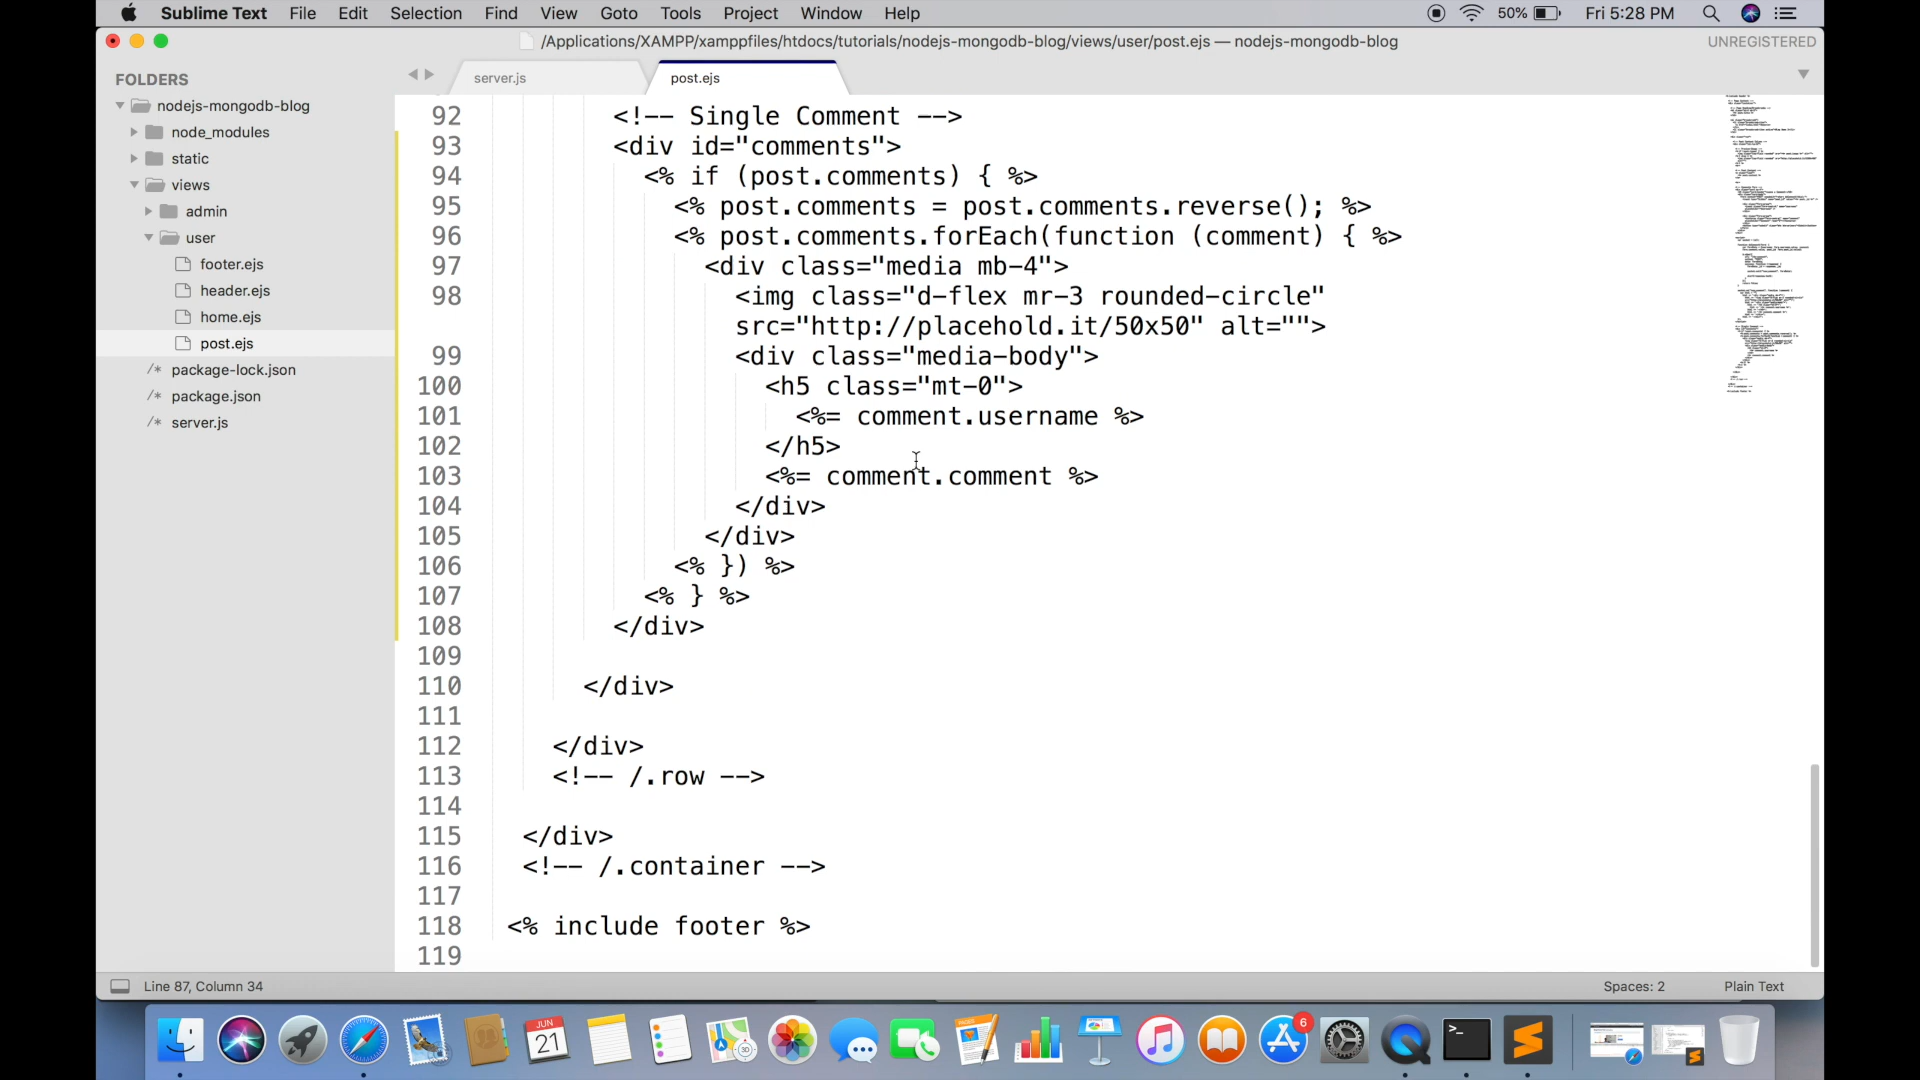 Sublime Text File Edit Selection Find View Goto Tools Project Window Help 50% Fri 5:28 PM
/Applications/XAMPP/xamppfiles/htdocs/tutorials/nodejs-mongodb-blog/views/user/post.ejs — nodejs-mongodb-blog UNREGISTERED
FOLDERS
nodejs-mongodb-blog
node_modules
static
views
admin
user
footer.ejs
header.ejs
home.ejs
post.ejs
/* package-lock.json
/* package.json
/* server.js
server.js post.ejs
92 <!-- Single Comment -->
93 <div id="comments">
94 <% if (post.comments) { %>
95 <% post.comments = post.comments.reverse(); %>
96 <% post.comments.forEach(function (comment) { %>
97 <div class="media mb-4">
98 <img class="d-flex mr-3 rounded-circle"
src="http://placehold.it/50x50" alt="">
99 <div class="media-body">
100 <h5 class="mt-0">
101 <%= comment.username %>
102 </h5>
103 <%= comment.comment %>
104 </div>
105 </div>
106 <% }) %>
107 <% } %>
108 </div>
109
110 </div>
111
112 </div>
113 <!-- /.row -->
114
115 </div>
116 <!-- /.container -->
117
118 <% include footer %>
119
Line 87, Column 34 Spaces: 2 Plain Text
JUN
21
PAGES
6